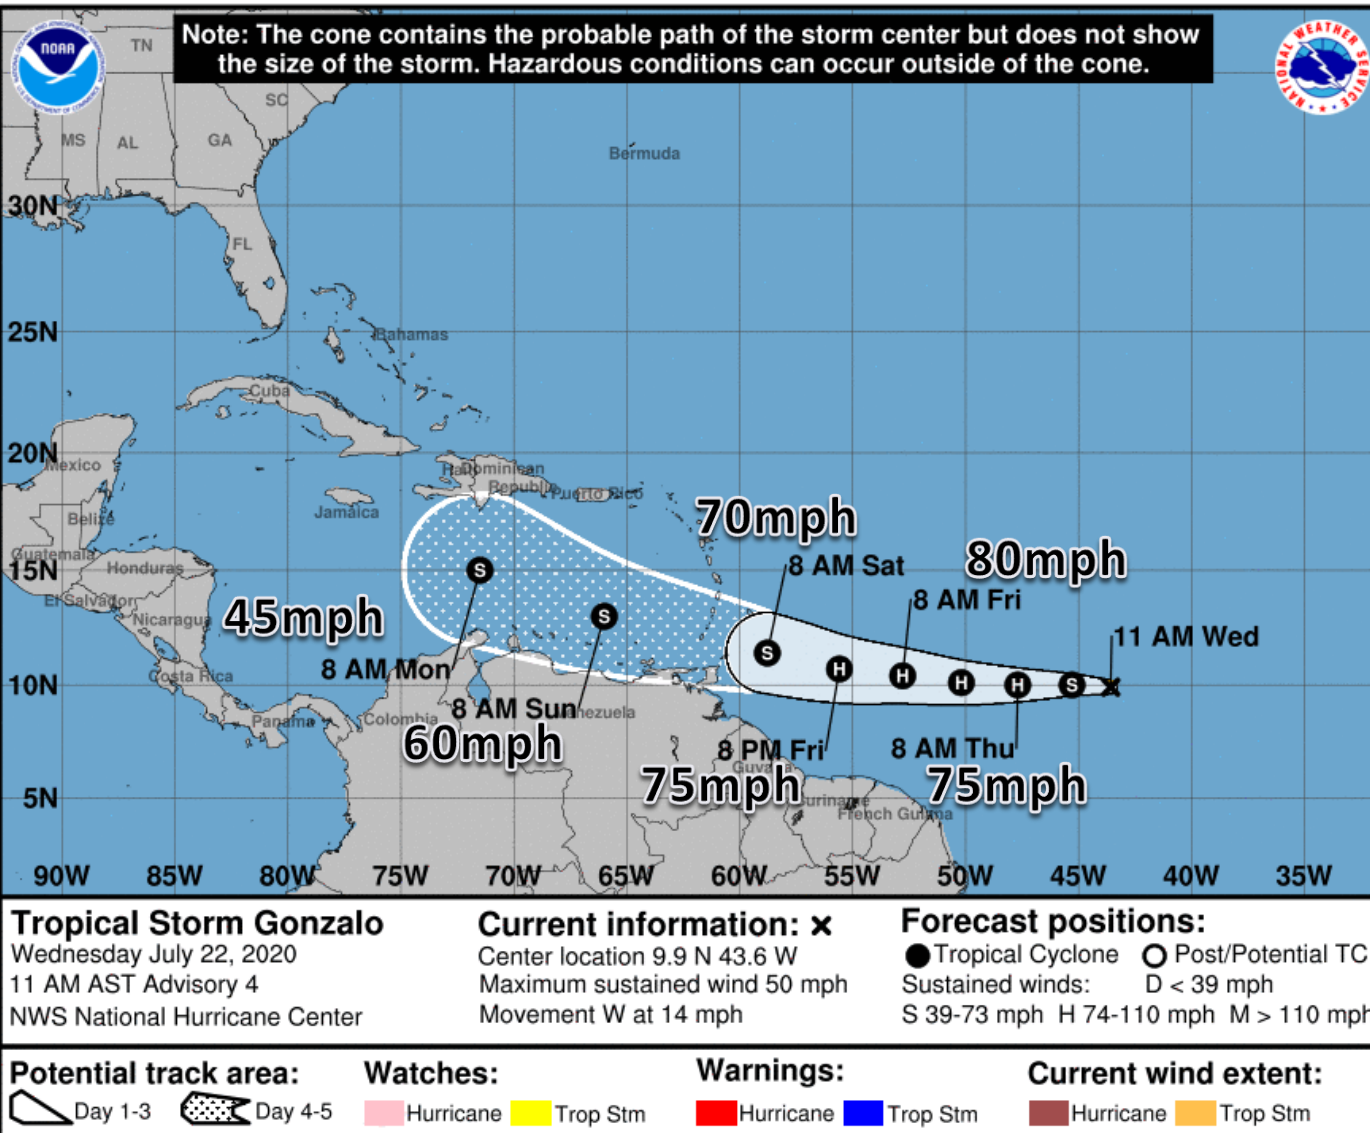 Note: The cone contains the probable path of the storm center but does not show
the size of the storm. Hazardous conditions can occur outside of the cone.
NOAA
NATIONAL WEATHER SERVICE
TN
SC
MS
AL
GA
Bermuda
30N
FL
25N
Bahamas
Cuba
20N
Mexico
Dominican
Republic
Puerto Rico
Jamaica
Belize
70mph
Guatemala
15N
Honduras
8 AM Sat
80mph
El Salvador
8 AM Fri
Nicaragua
45mph
11 AM Wed
8 AM Mon
Costa Rica
10N
8 AM Sun
Panama
Colombia
60mph
8 PM Fri
8 AM Thu
75mph
75mph
French Guiana
5N
90W 85W 80W 75W 70W 65W 60W 55W 50W 45W 40W 35W
Tropical Storm Gonzalo
Wednesday July 22, 2020
11 AM AST Advisory 4
NWS National Hurricane Center
Current information: x
Center location 9.9 N 43.6 W
Maximum sustained wind 50 mph
Movement W at 14 mph
Forecast positions:
Tropical Cyclone Post/Potential TC
Sustained winds: D < 39 mph
S 39-73 mph H 74-110 mph M > 110 mph
Potential track area:
Day 1-3 Day 4-5
Watches:
Hurricane Trop Stm
Warnings:
Hurricane Trop Stm
Current wind extent:
Hurricane Trop Stm